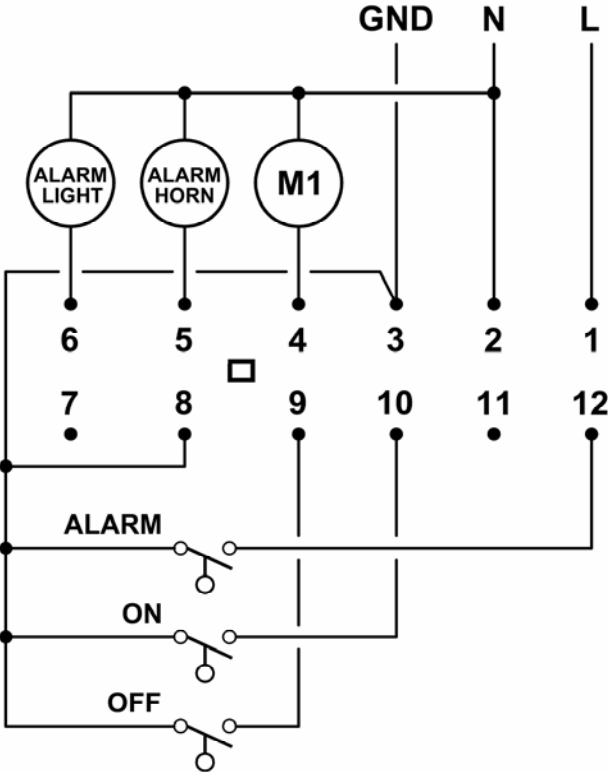 GND N L
ALARM LIGHT
ALARM HORN
M1
6 5 4 3 2 1
7 8 9 10 11 12
ALARM
ON
OFF